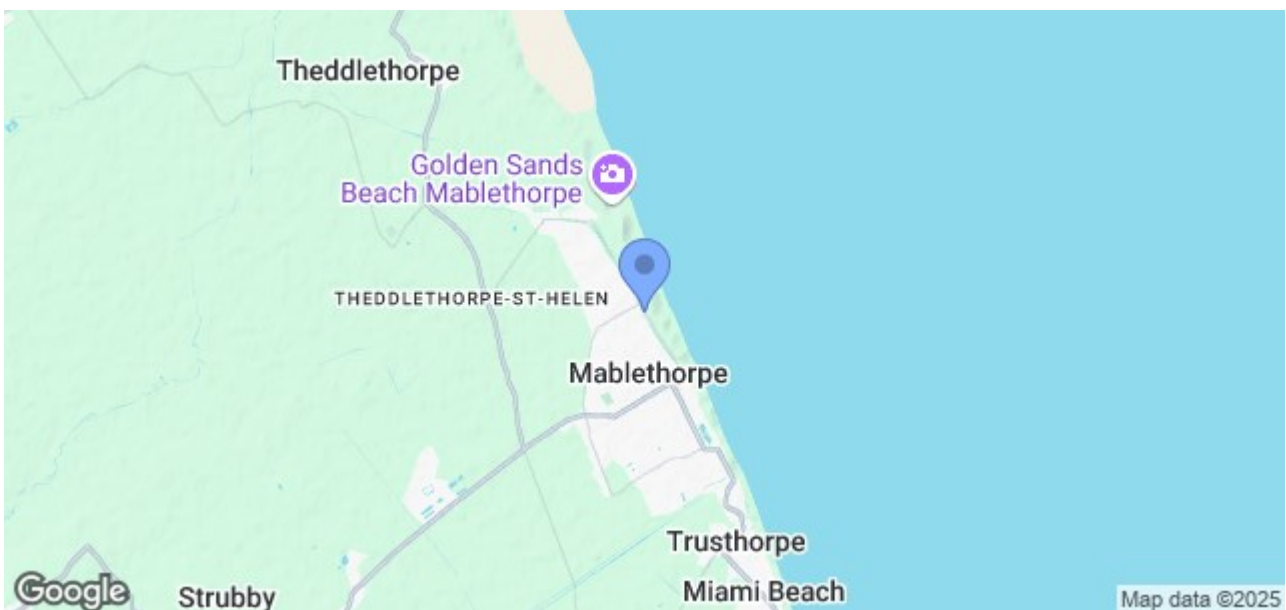 Theddlethorpe
Golden Sands
Beach Mablethorpe
THEDDLETHORPE-ST-HELEN
Mablethorpe
Trusthorpe
Miami Beach
Strubby
Google
Map data ©2025